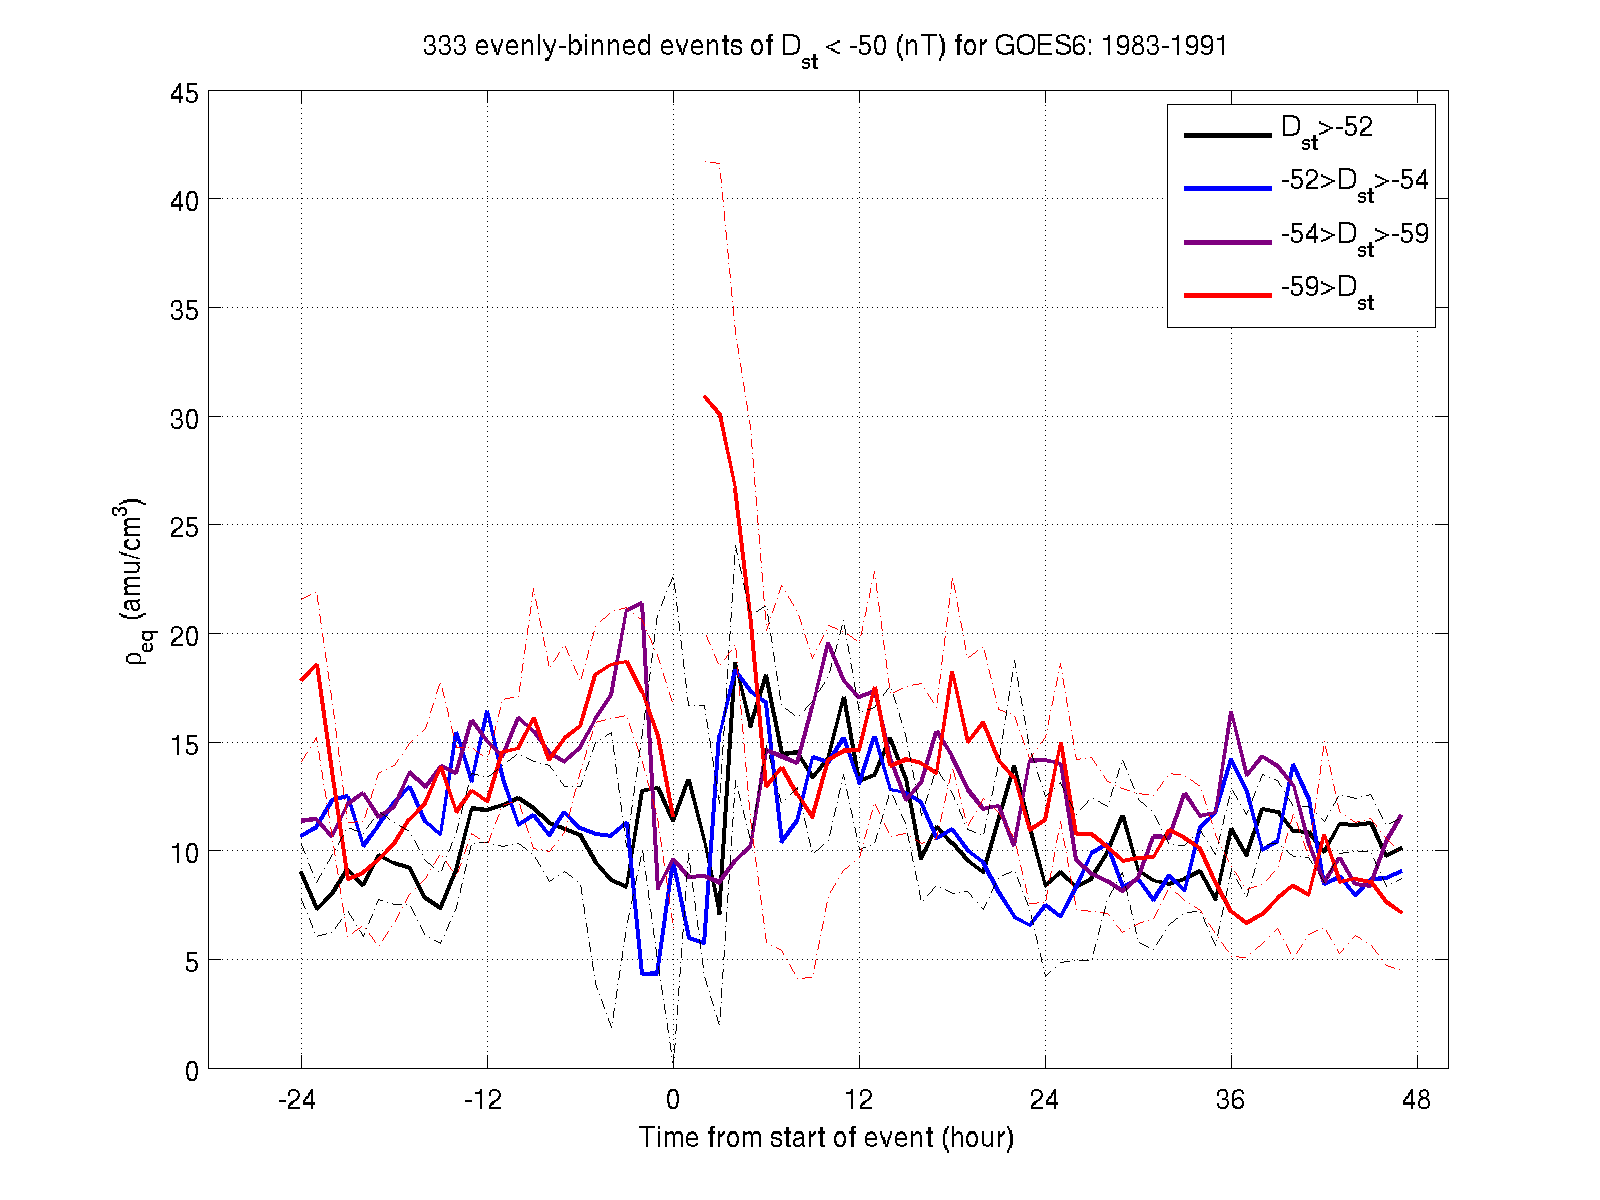 333 evenly-binned events of Dst < -50 (nT) for GOES6: 1983-1991
45
40
35
30
25
20
15
10
5
0
ρeq (amu/cm³)
Dst>-52
-52>Dst>-54
-54>Dst>-59
-59>Dst
-24 -12 0 12 24 36 48
Time from start of event (hour)